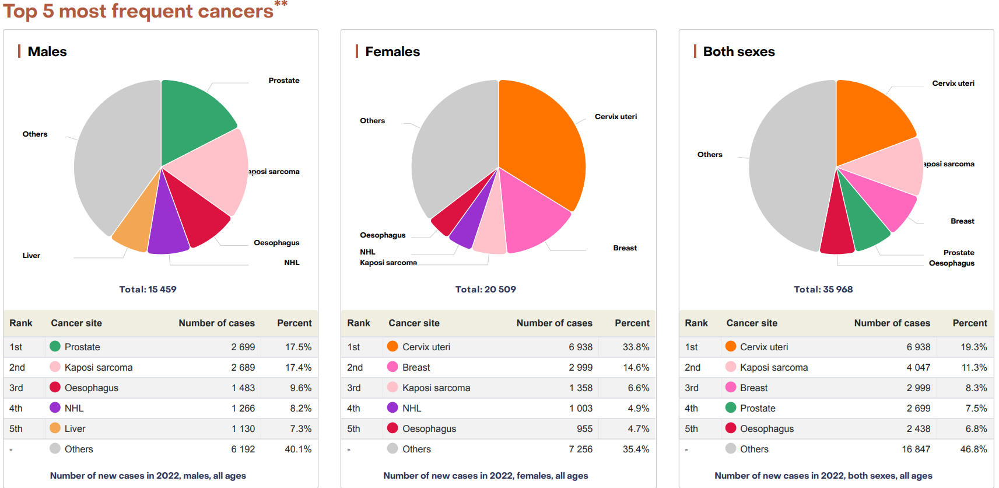 Top 5 most frequent cancers**
Males
Prostate
Others
aposi sarcoma
Oesophagus
Liver
NHL
Total: 15 459
Rank Cancer site Number of cases Percent
1st Prostate 2 699 17.5%
2nd Kaposi sarcoma 2 689 17.4%
3rd Oesophagus 1 483 9.6%
4th NHL 1 266 8.2%
5th Liver 1 130 7.3%
- Others 6 192 40.1%
Number of new cases in 2022, males, all ages
Females
Cervix uteri
Others
Oesophagus
Breast
NHL
Kaposi sarcoma
Total: 20 509
Rank Cancer site Number of cases Percent
1st Cervix uteri 6 938 33.8%
2nd Breast 2 999 14.6%
3rd Kaposi sarcoma 1 358 6.6%
4th NHL 1 003 4.9%
5th Oesophagus 955 4.7%
- Others 7 256 35.4%
Number of new cases in 2022, females, all ages
Both sexes
Cervix uteri
Others
aposi sarcoma
Breast
Prostate
Oesophagus
Total: 35 968
Rank Cancer site Number of cases Percent
1st Cervix uteri 6 938 19.3%
2nd Kaposi sarcoma 4 047 11.3%
3rd Breast 2 999 8.3%
4th Prostate 2 699 7.5%
5th Oesophagus 2 438 6.8%
- Others 16 847 46.8%
Number of new cases in 2022, both sexes, all ages